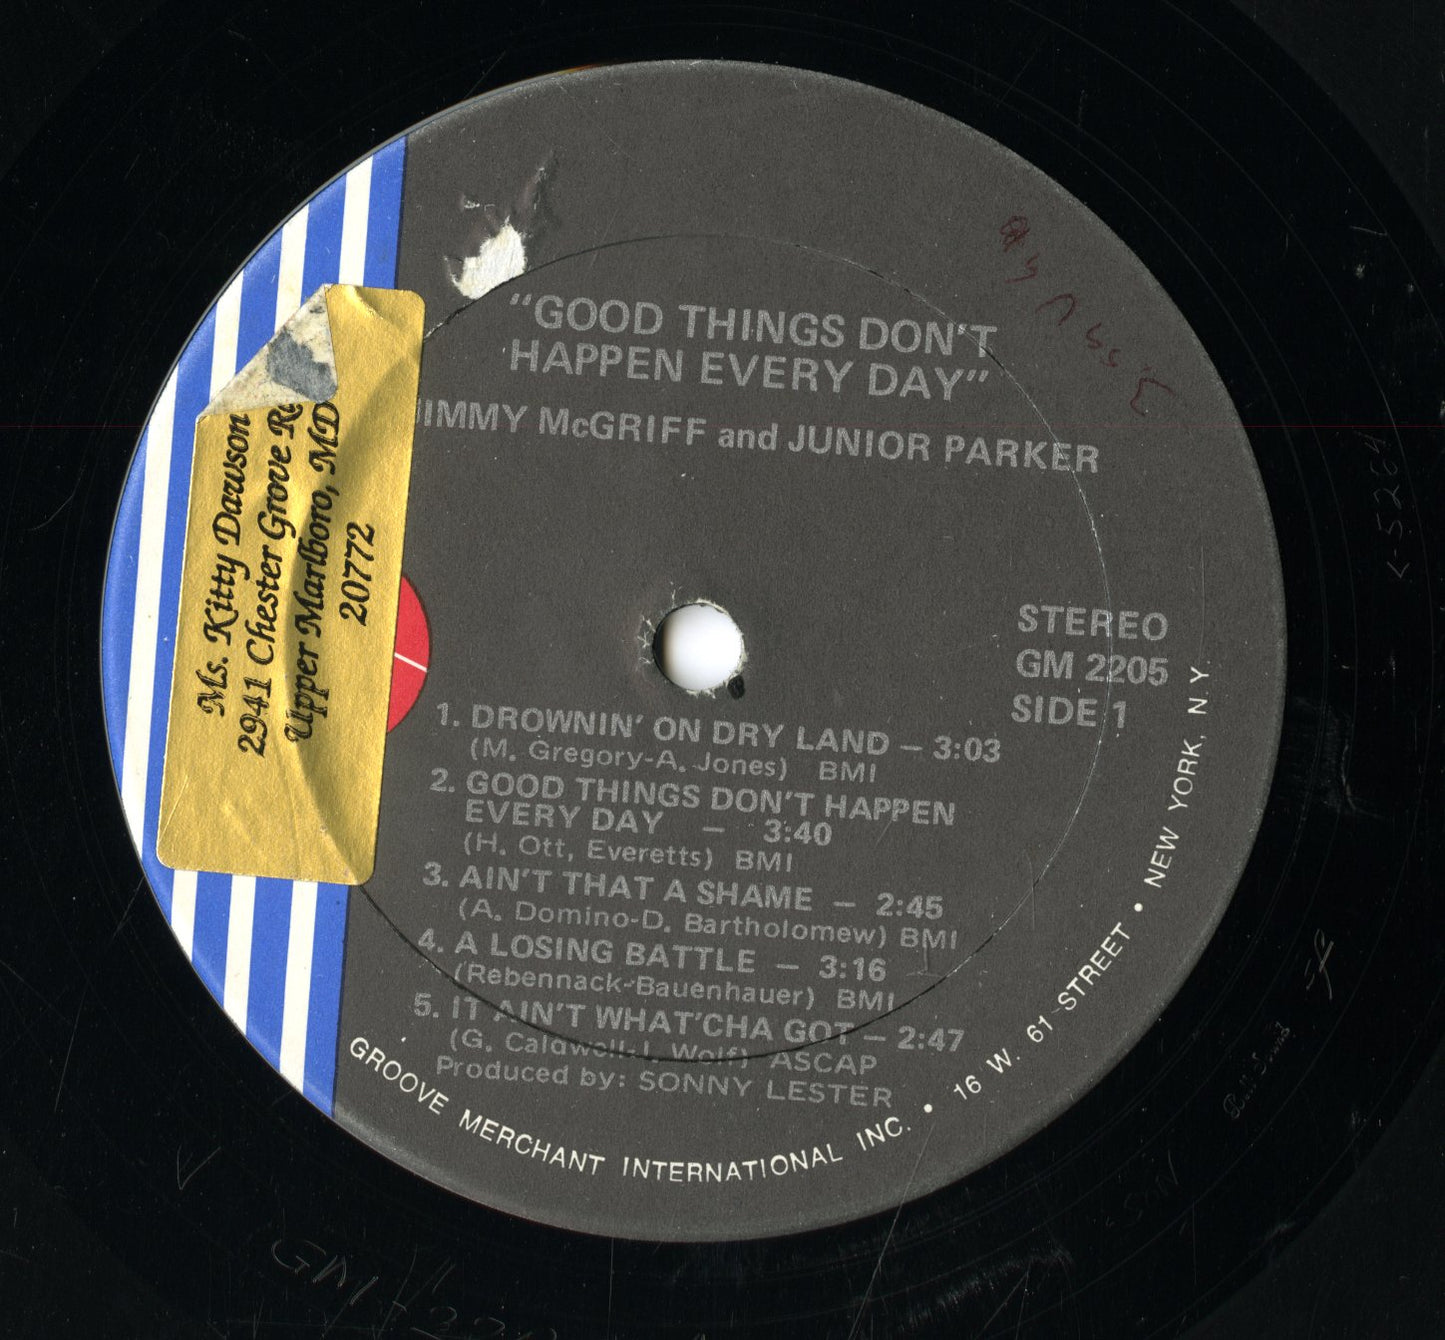 "GOOD THINGS DON'T
HAPPEN EVERY DAY"
JIMMY McGRIFF and JUNIOR PARKER
STEREO
GM 2205
SIDE 1
1. DROWNIN' ON DRY LAND – 3:03
(M. Gregory-A. Jones) BMI
2. GOOD THINGS DON'T HAPPEN
EVERY DAY – 3:40
(H. Ott, Everetts) BMI
3. AIN'T THAT A SHAME – 2:45
(A. Domino-D. Bartholomew) BMI
4. A LOSING BATTLE – 3:16
(Rebennack-Bauenhauer) BMI
5. IT AIN'T WHAT'CHA GOT – 2:47
(G. Caldwell-J. Wolf) ASCAP
Produced by: SONNY LESTER
GROOVE MERCHANT INTERNATIONAL INC. • 16 W. 61 STREET • NEW YORK, N.Y.
Ms. Kitty Dawson
2941 Chester Grove
Upper Marlboro, MD
20772